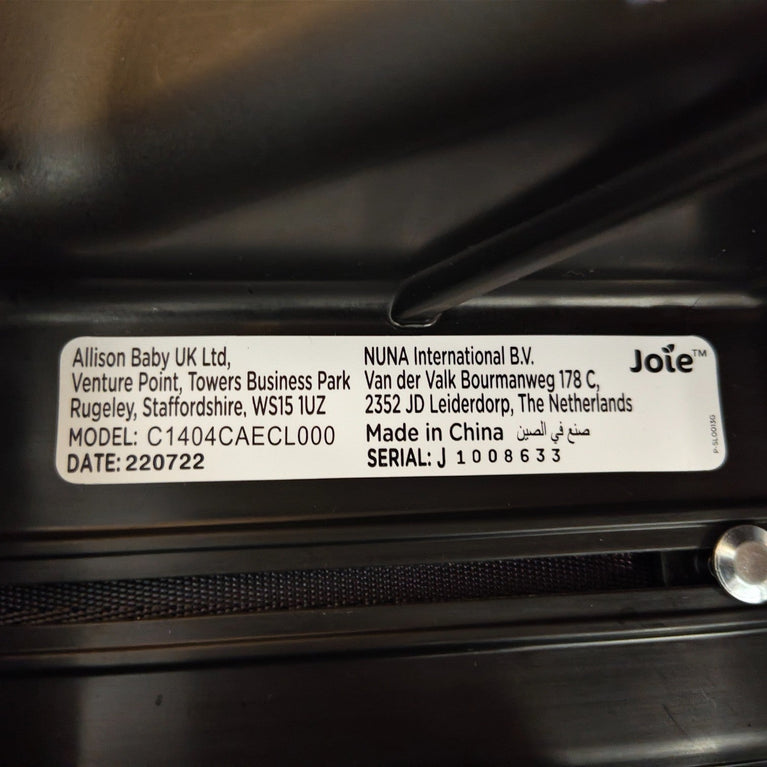 Allison Baby UK Ltd,
Venture Point, Towers Business Park
Rugeley, Staffordshire, WS15 1UZ
MODEL: C1404CAECL000
DATE: 220722
NUNA International B.V.
Van der Valk Bourmanweg 178 C,
2352 JD Leiderdorp, The Netherlands
Made in China صنع في الصين
SERIAL: J 1008633
Joie™
P-SL0013G